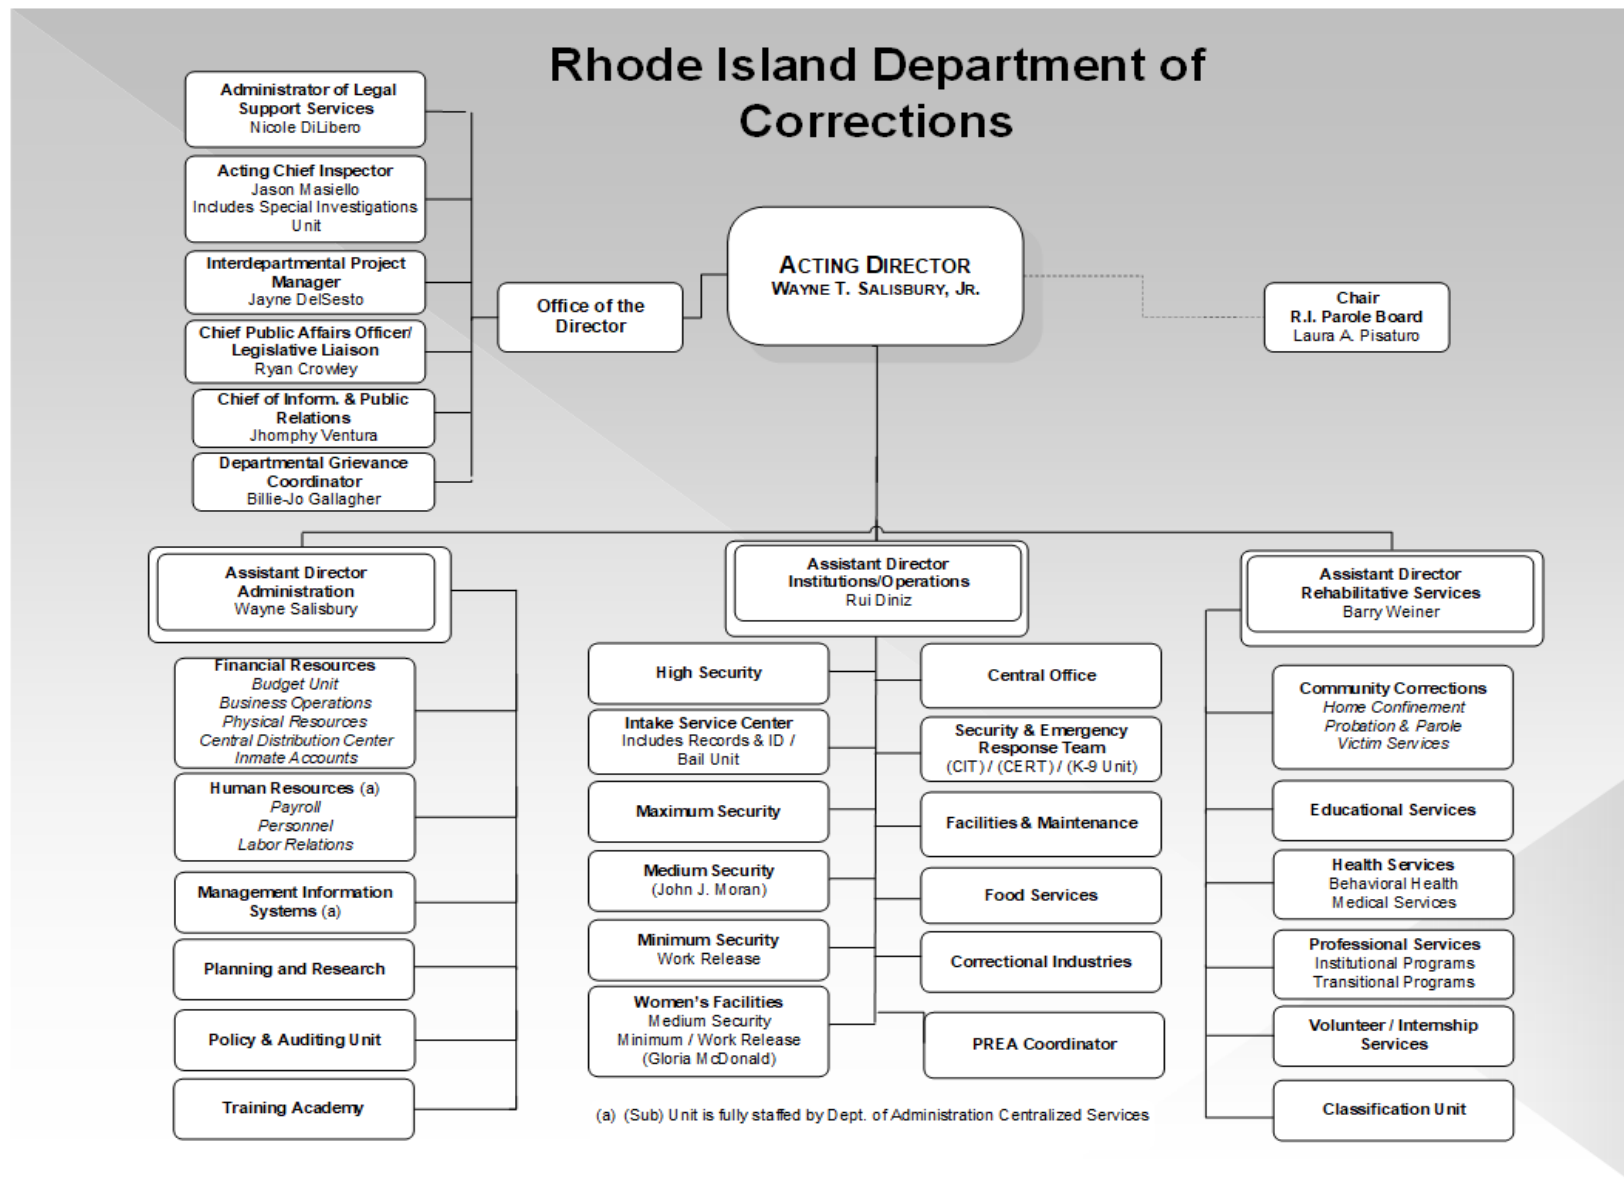 Rhode Island Department of
Corrections
Administrator of Legal
Support Services
Nicole DiLibero
Acting Chief Inspector
Jason Masiello
Includes Special Investigations
Unit
Interdepartmental Project
Manager
Jayne DelSesto
Chief Public Affairs Officer/
Legislative Liaison
Ryan Crowley
Chief of Inform. & Public
Relations
Jhomphy Ventura
Departmental Grievance
Coordinator
Billie-Jo Gallagher
Office of the
Director
ACTING DIRECTOR
WAYNE T. SALISBURY, JR.
Chair
R.I. Parole Board
Laura A. Pisaturo
Assistant Director
Administration
Wayne Salisbury
Financial Resources
Budget Unit
Business Operations
Physical Resources
Central Distribution Center
Inmate Accounts
Human Resources (a)
Payroll
Personnel
Labor Relations
Management Information
Systems (a)
Planning and Research
Policy & Auditing Unit
Training Academy
Assistant Director
Institutions/Operations
Rui Diniz
High Security
Intake Service Center
Includes Records & ID /
Bail Unit
Maximum Security
Medium Security
(John J. Moran)
Minimum Security
Work Release
Women's Facilities
Medium Security
Minimum / Work Release
(Gloria McDonald)
Central Office
Security & Emergency
Response Team
(CIT) / (CERT) / (K-9 Unit)
Facilities & Maintenance
Food Services
Correctional Industries
PREA Coordinator
Assistant Director
Rehabilitative Services
Barry Weiner
Community Corrections
Home Confinement
Probation & Parole
Victim Services
Educational Services
Health Services
Behavioral Health
Medical Services
Professional Services
Institutional Programs
Transitional Programs
Volunteer / Internship
Services
Classification Unit
(a) (Sub) Unit is fully staffed by Dept. of Administration Centralized Services